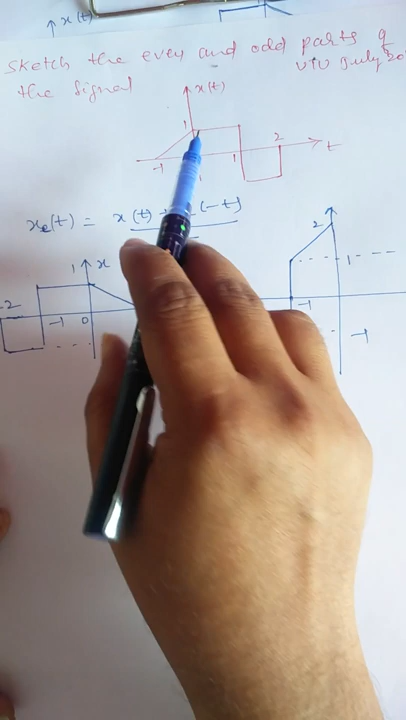 x(t)
Sketch the evey and odd parts of
the signal VTU July 20
x(t)
1
-1 1 2 t
xe(t) = x(t) (-t)
2
1 x 1
-2 -1 0 -1
-1